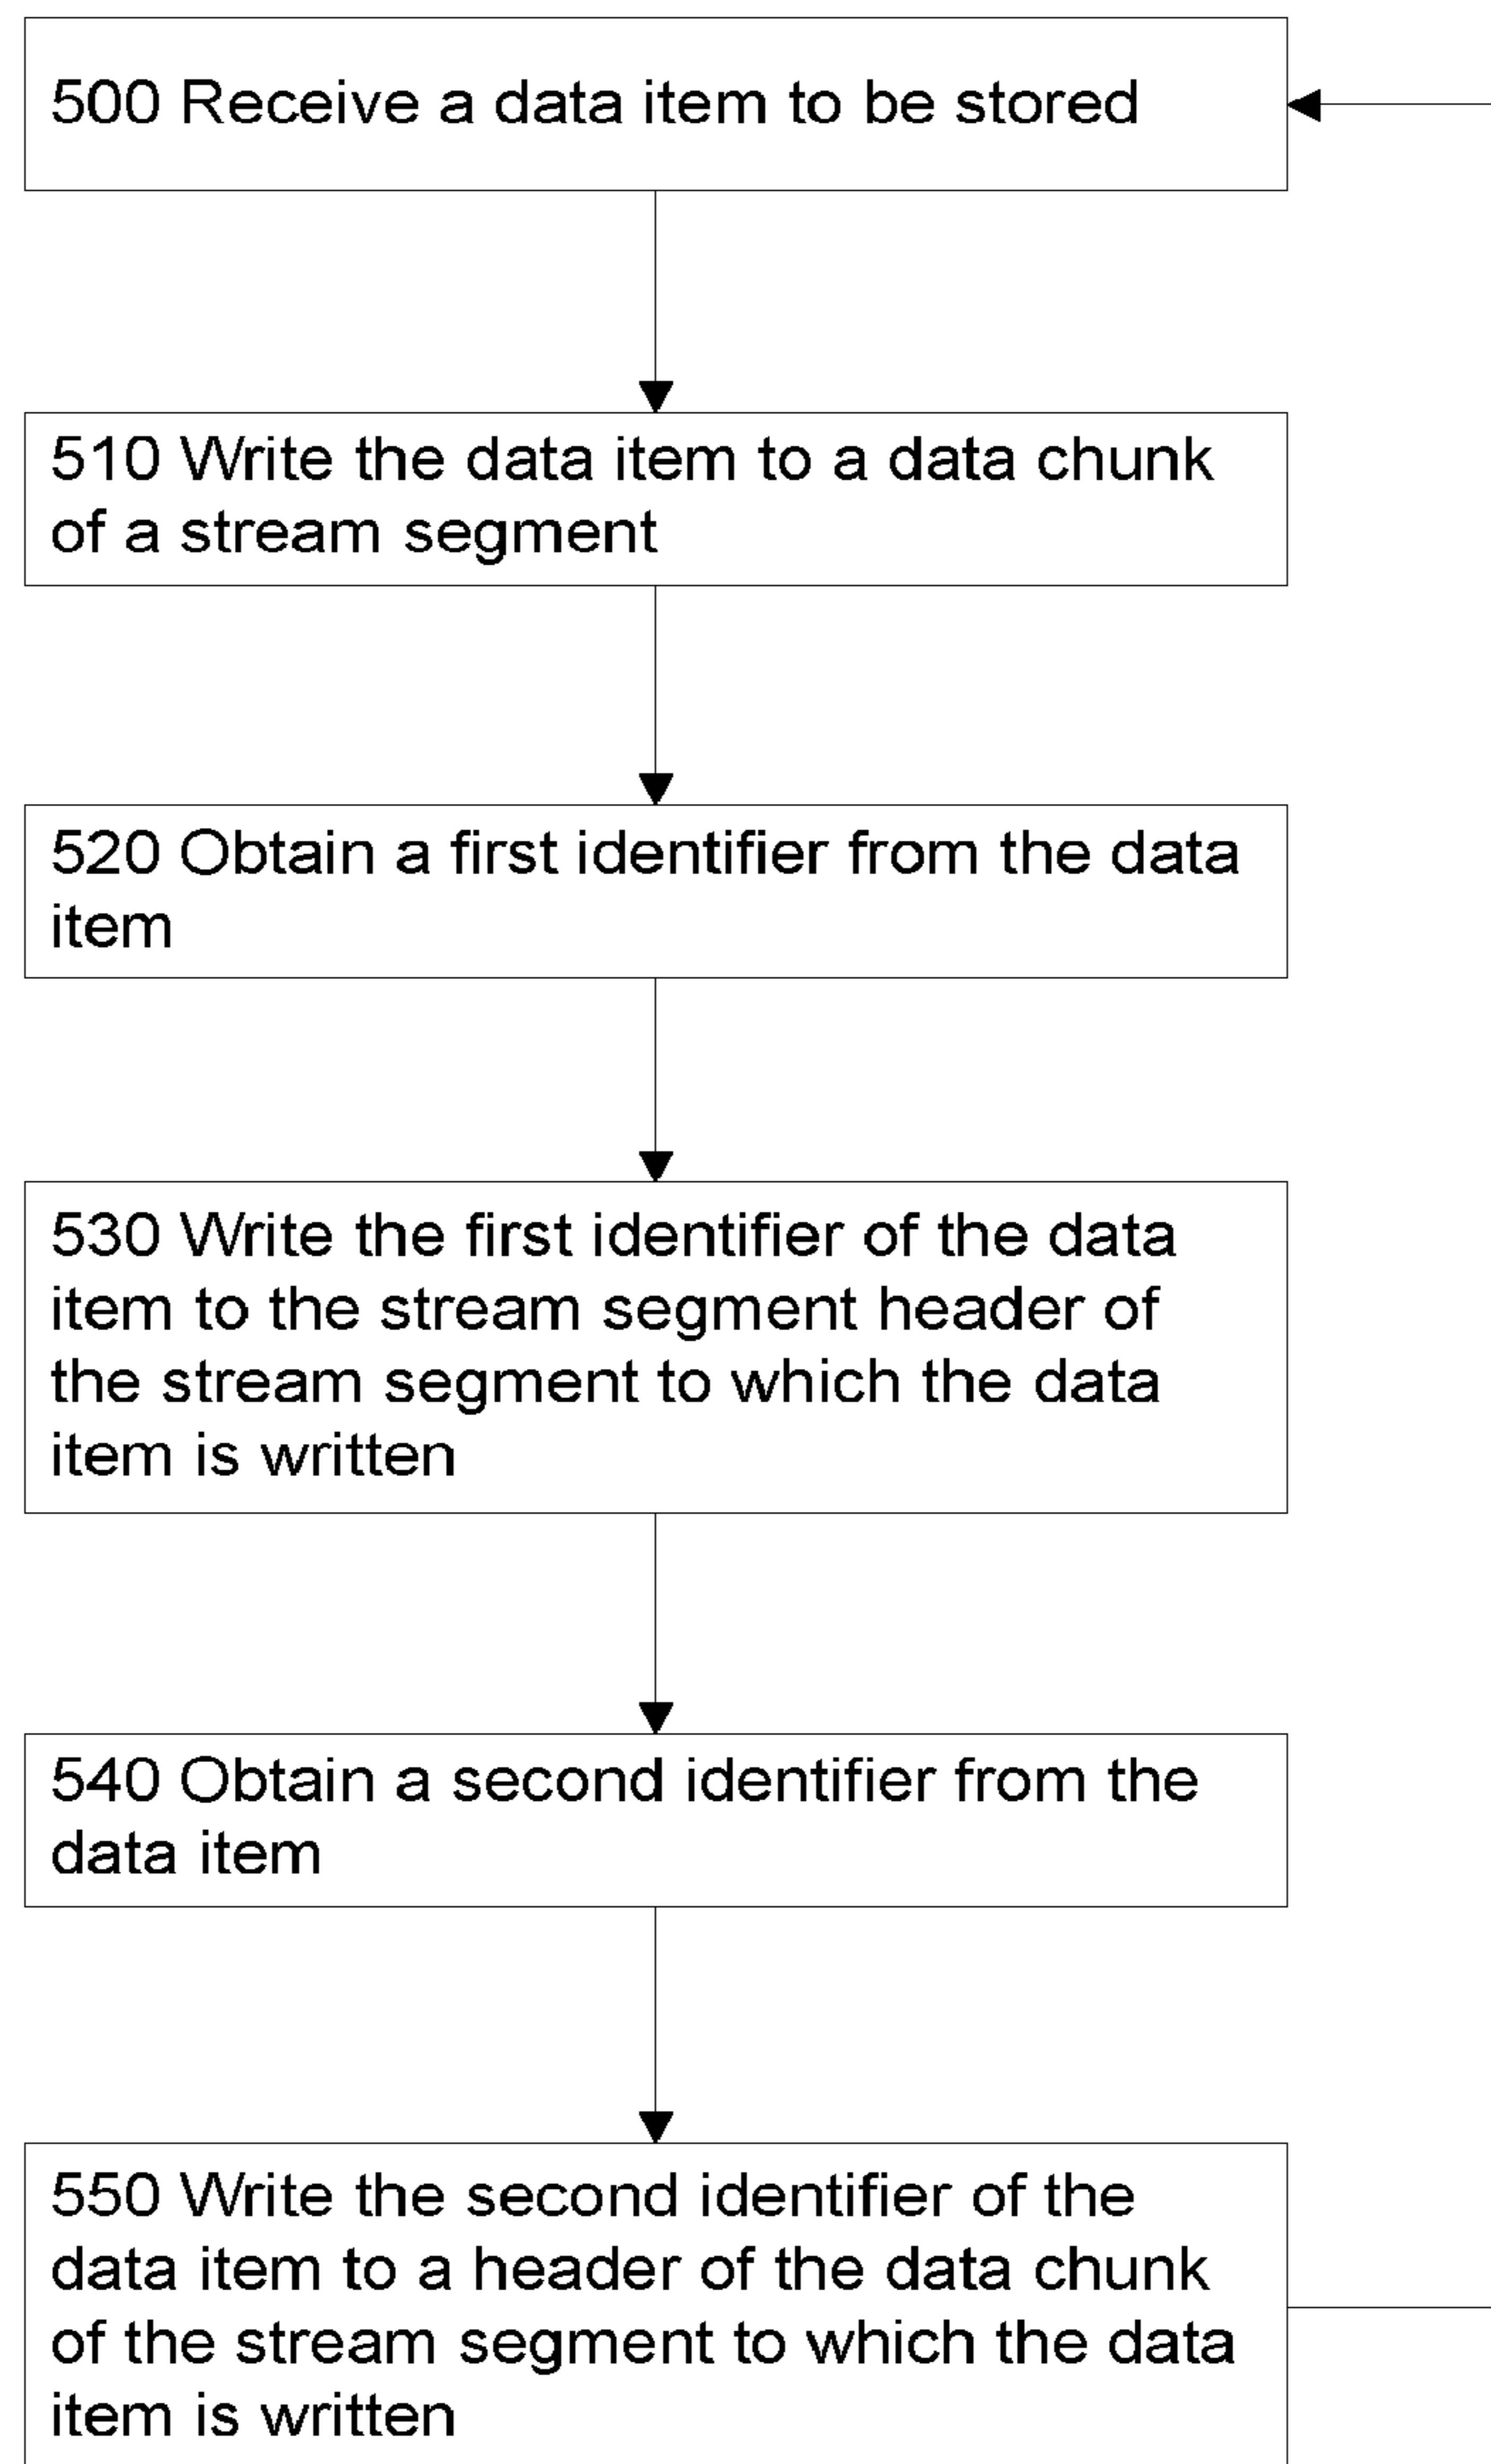 500 Receive a data item to be stored
510 Write the data item to a data chunk
of a stream segment
520 Obtain a first identifier from the data
item
530 Write the first identifier of the data
item to the stream segment header of
the stream segment to which the data
item is written
540 Obtain a second identifier from the
data item
550 Write the second identifier of the
data item to a header of the data chunk
of the stream segment to which the data
item is written